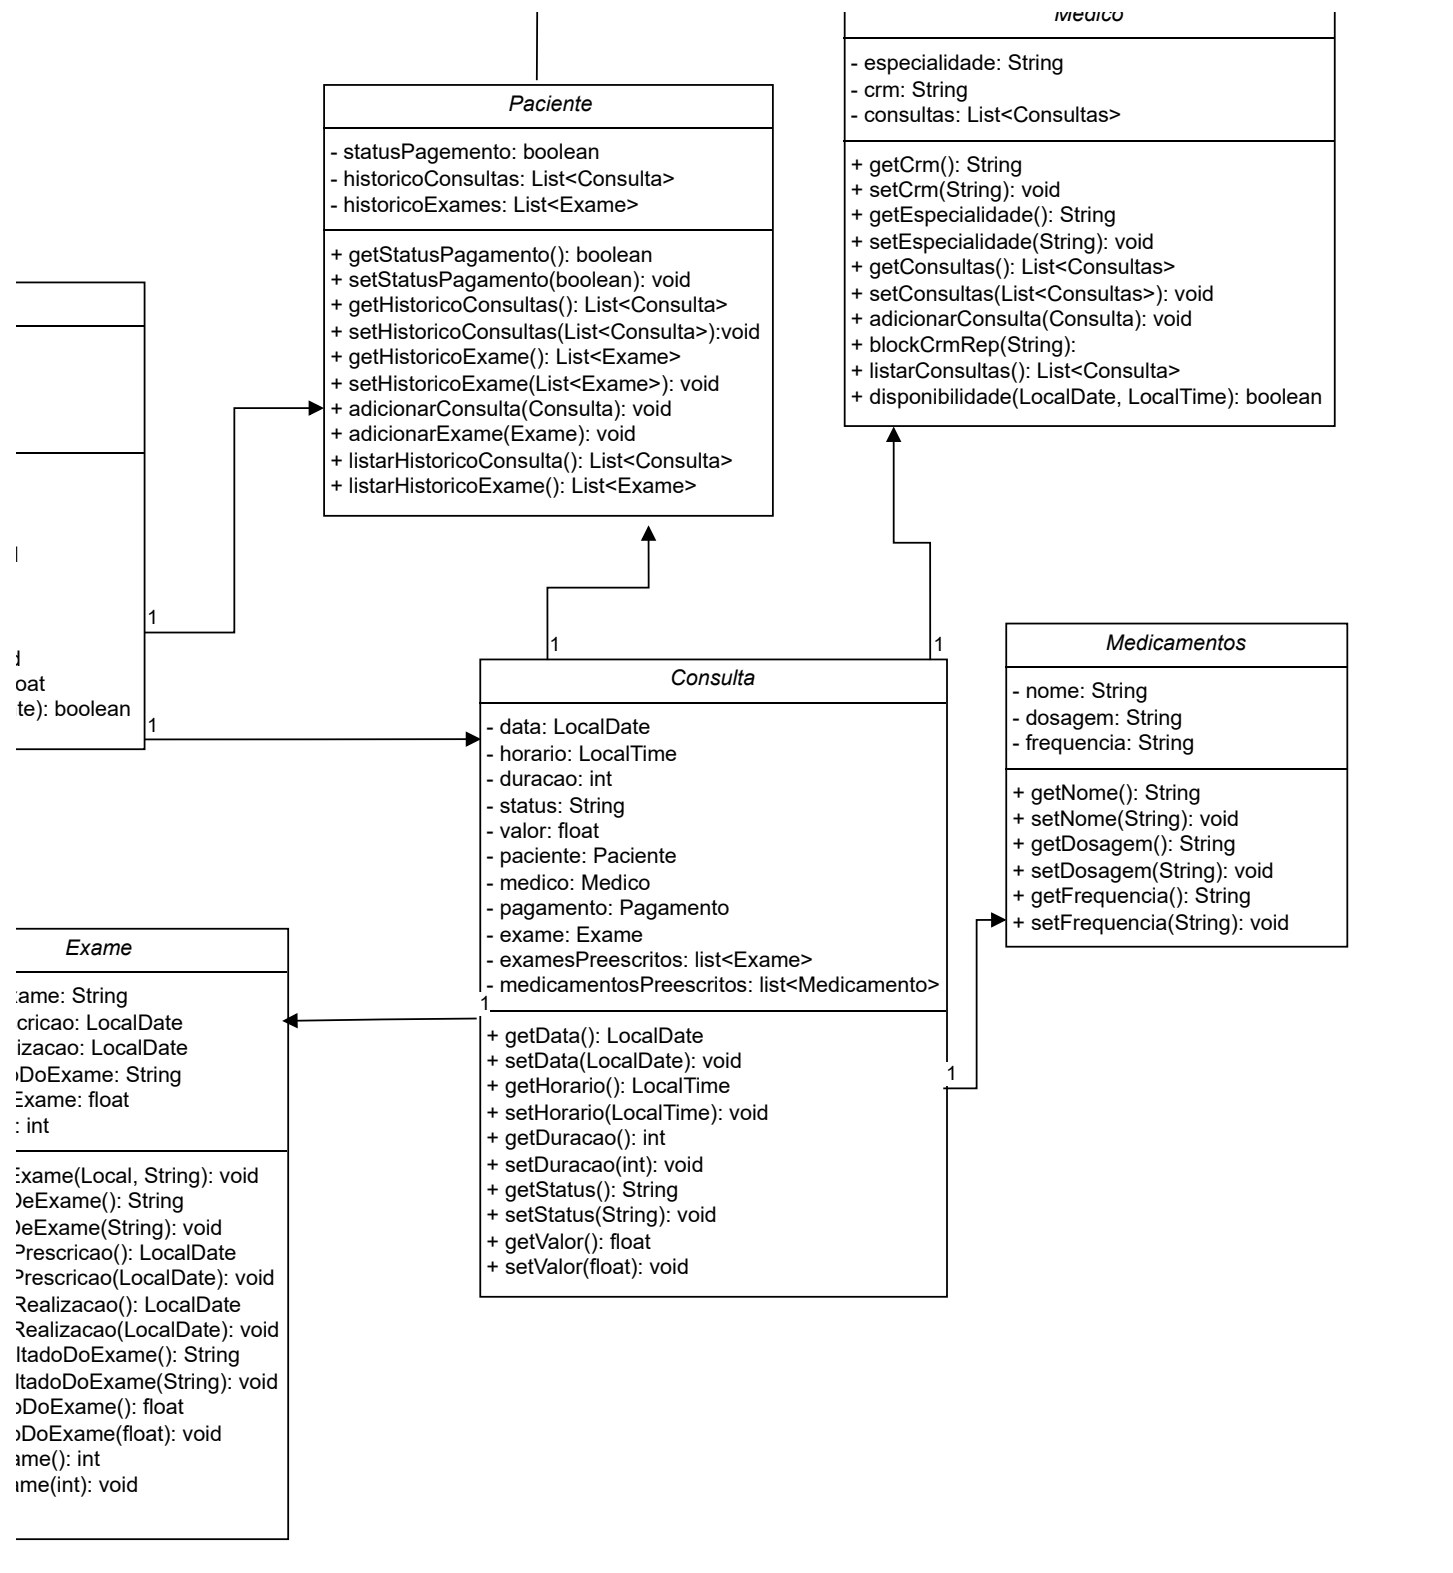 Medico
- especialidade: String
- crm: String
- consultas: List<Consultas>
+ getCrm(): String
+ setCrm(String): void
+ getEspecialidade(): String
+ setEspecialidade(String): void
+ getConsultas(): List<Consultas>
+ setConsultas(List<Consultas>): void
+ adicionarConsulta(Consulta): void
+ blockCrmRep(String):
+ listarConsultas(): List<Consulta>
+ disponibilidade(LocalDate, LocalTime): boolean
Paciente
- statusPagemento: boolean
- historicoConsultas: List<Consulta>
- historicoExames: List<Exame>
+ getStatusPagamento(): boolean
+ setStatusPagamento(boolean): void
+ getHistoricoConsultas(): List<Consulta>
+ setHistoricoConsultas(List<Consulta>):void
+ getHistoricoExame(): List<Exame>
+ setHistoricoExame(List<Exame>): void
+ adicionarConsulta(Consulta): void
+ adicionarExame(Exame): void
+ listarHistoricoConsulta(): List<Consulta>
+ listarHistoricoExame(): List<Exame>
1
oat
te): boolean
1
1
1
Consulta
- data: LocalDate
- horario: LocalTime
- duracao: int
- status: String
- valor: float
- paciente: Paciente
- medico: Medico
- pagamento: Pagamento
- exame: Exame
- examesPreescritos: list<Exame>
- medicamentosPreescritos: list<Medicamento>
1
+ getData(): LocalDate
+ setData(LocalDate): void
+ getHorario(): LocalTime
+ setHorario(LocalTime): void
+ getDuracao(): int
+ setDuracao(int): void
+ getStatus(): String
+ setStatus(String): void
+ getValor(): float
+ setValor(float): void
1
Medicamentos
- nome: String
- dosagem: String
- frequencia: String
+ getNome(): String
+ setNome(String): void
+ getDosagem(): String
+ setDosagem(String): void
+ getFrequencia(): String
+ setFrequencia(String): void
Exame
ame: String
cricao: LocalDate
izacao: LocalDate
DoExame: String
Exame: float
: int
Exame(Local, String): void
DeExame(): String
DeExame(String): void
Prescricao(): LocalDate
Prescricao(LocalDate): void
Realizacao(): LocalDate
Realizacao(LocalDate): void
ltadoDoExame(): String
ltadoDoExame(String): void
oDoExame(): float
oDoExame(float): void
ame(): int
ame(int): void